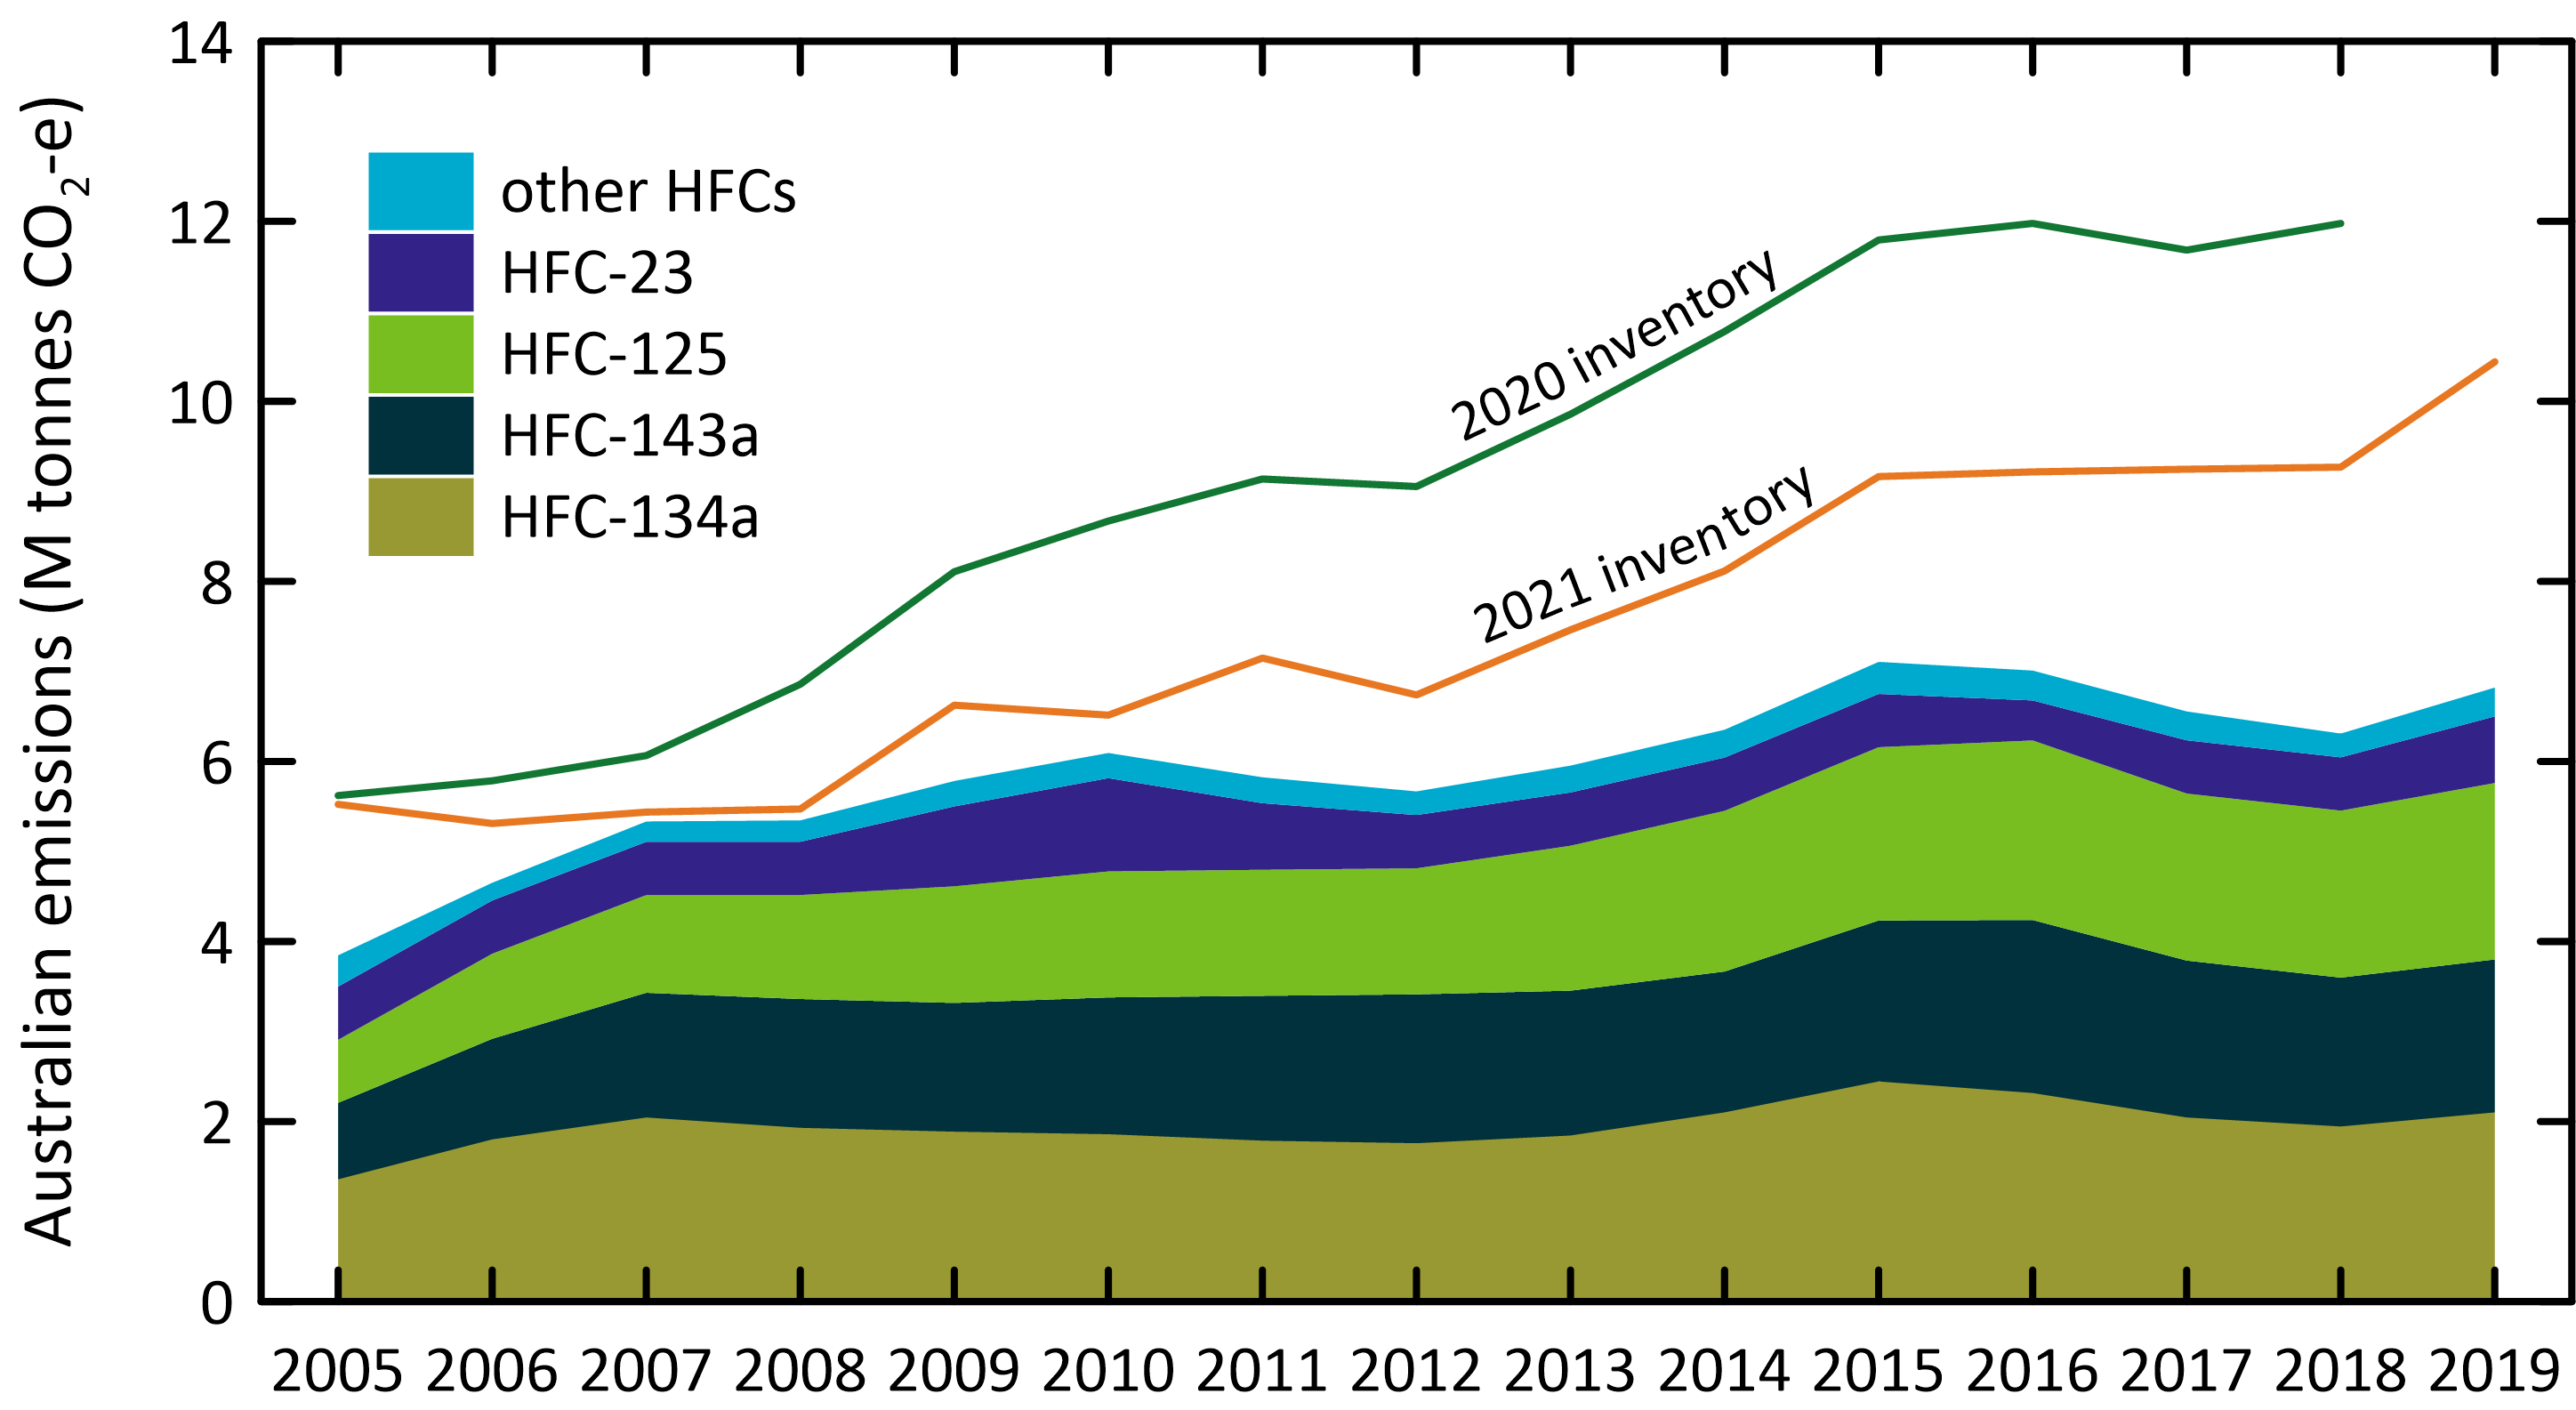 Australian emissions (M tonnes CO₂-e)
14
12
10
8
6
4
2
0
other HFCs
HFC-23
HFC-125
HFC-143a
HFC-134a
2020 inventory
2021 inventory
2005 2006 2007 2008 2009 2010 2011 2012 2013 2014 2015 2016 2017 2018 2019